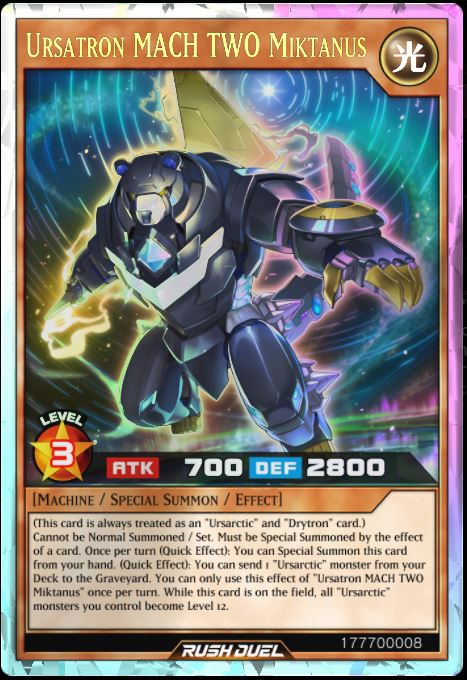 Ursatron MACH TWO Miktanus
光
LEVEL
3
ATK 700 DEF 2800
[Machine / Special Summon / Effect]
(This card is always treated as an "Ursarctic" and "Drytron" card.)
Cannot be Normal Summoned / Set. Must be Special Summoned by the effect
of a card. Once per turn (Quick Effect): You can Special Summon this card
from your hand. (Quick Effect): You can send 1 "Ursarctic" monster from your
Deck to the Graveyard. You can only use this effect of "Ursatron MACH TWO
Miktanus" once per turn. While this card is on the field, all "Ursarctic"
monsters you control become Level 12.
177700008
RUSH DUEL